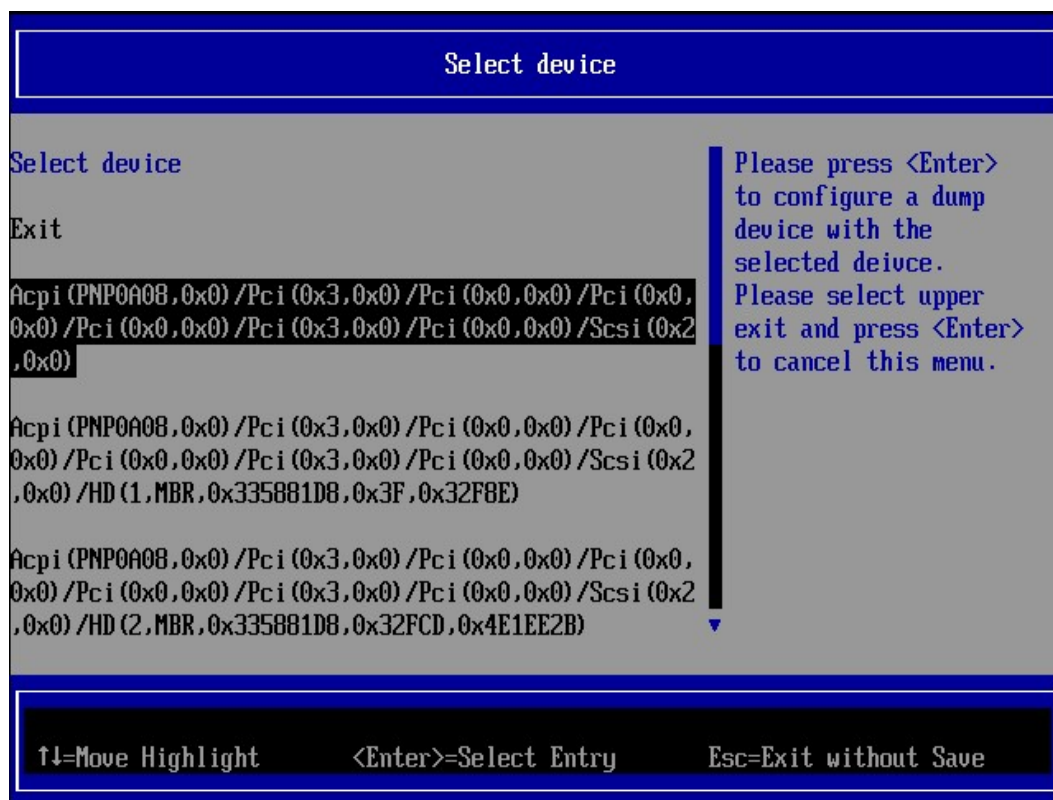 Select device
Select device
Exit
Acpi(PNP0A08,0x0)/Pci(0x3,0x0)/Pci(0x0,0x0)/Pci(0x0,
0x0)/Pci(0x0,0x0)/Pci(0x3,0x0)/Pci(0x0,0x0)/Scsi(0x2
,0x0)
Acpi(PNP0A08,0x0)/Pci(0x3,0x0)/Pci(0x0,0x0)/Pci(0x0,
0x0)/Pci(0x0,0x0)/Pci(0x3,0x0)/Pci(0x0,0x0)/Scsi(0x2
,0x0)/HD(1,MBR,0x335881D8,0x3F,0x32F8E)
Acpi(PNP0A08,0x0)/Pci(0x3,0x0)/Pci(0x0,0x0)/Pci(0x0,
0x0)/Pci(0x0,0x0)/Pci(0x3,0x0)/Pci(0x0,0x0)/Scsi(0x2
,0x0)/HD(2,MBR,0x335881D8,0x32FCD,0x4E1EE2B)
Please press <Enter>
to configure a dump
device with the
selected deivce.
Please select upper
exit and press <Enter>
to cancel this menu.
↑↓=Move Highlight <Enter>=Select Entry Esc=Exit without Save